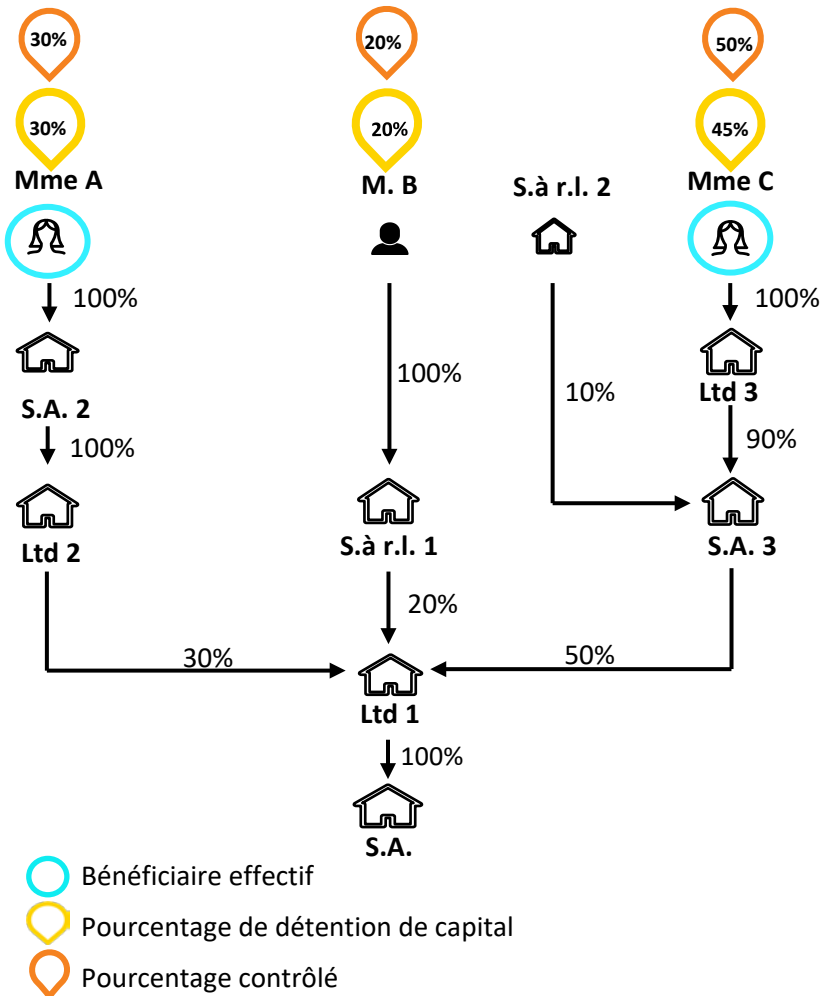 30%
20%
50%
30%
20%
45%
Mme A
M. B
S.à r.l. 2
Mme C
100%
100%
100%
10%
S.A. 2
Ltd 3
100%
90%
Ltd 2
S.à r.l. 1
S.A. 3
20%
30%
50%
Ltd 1
100%
S.A.
Bénéficiaire effectif
Pourcentage de détention de capital
Pourcentage contrôlé